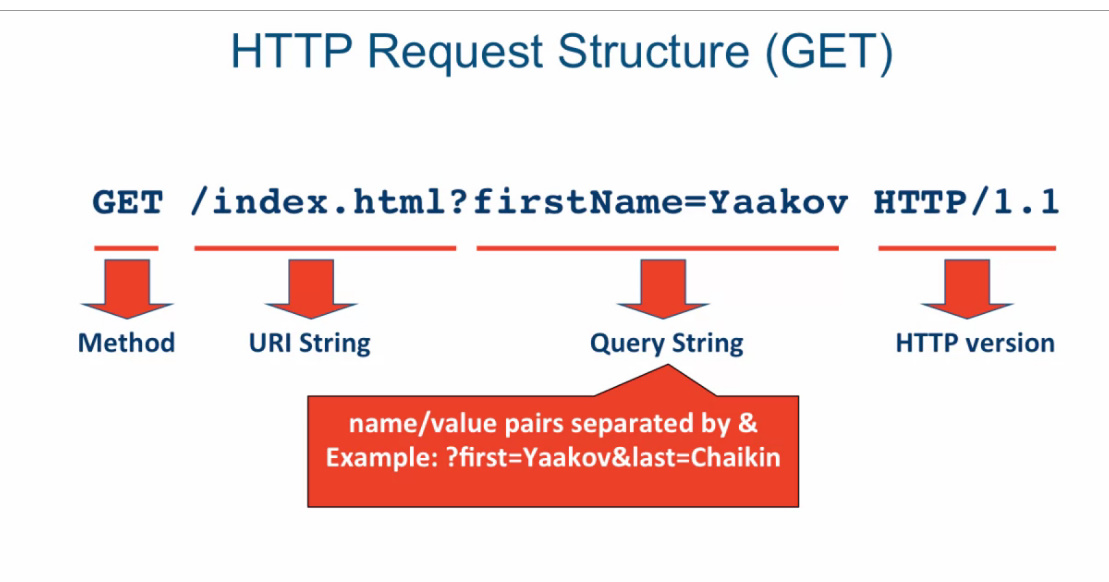 HTTP Request Structure (GET)
GET /index.html?firstName=Yaakov HTTP/1.1
Method
URI String
Query String
HTTP version
name/value pairs separated by &
Example: ?first=Yaakov&last=Chaikin